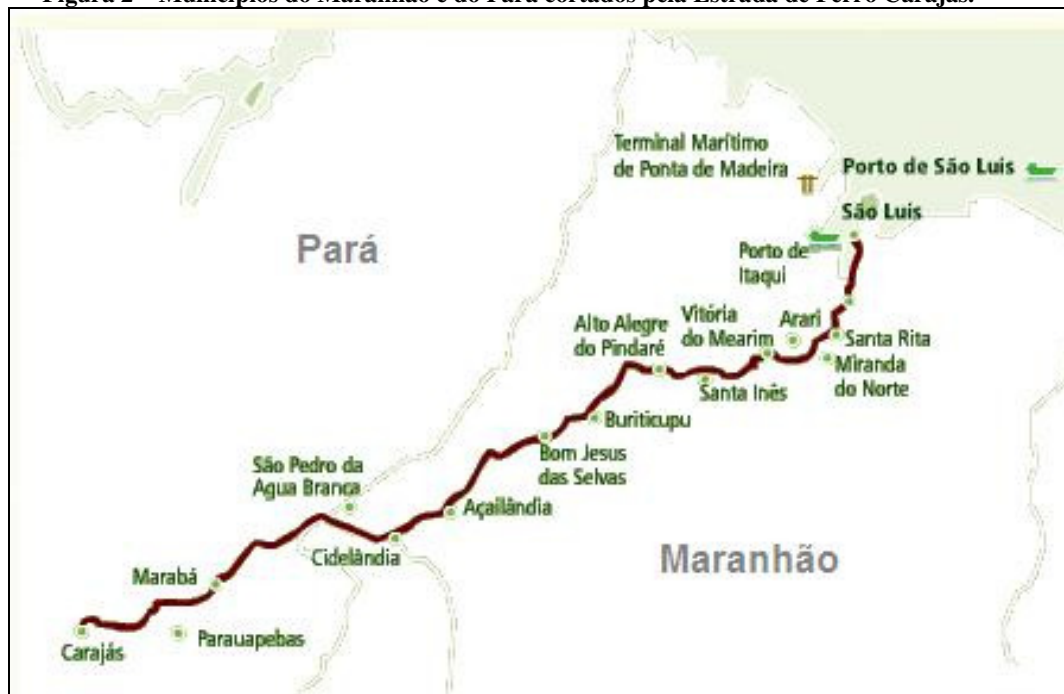 Figura 2 – Municípios do Maranhão e do Pará cortados pela Estrada de Ferro Carajás.
Terminal Marítimo
de Ponta de Madeira
Porto de São Luis
São Luis
Pará
Porto de
Itaqui
Alto Alegre
do Pindaré
Vitória
do Mearim
Arari
Santa Rita
Miranda
do Norte
Santa Inês
Buriticupu
Bom Jesus
das Selvas
São Pedro da
Agua Branca
Açailândia
Cidelândia
Maranhão
Marabá
Parauapebas
Carajás